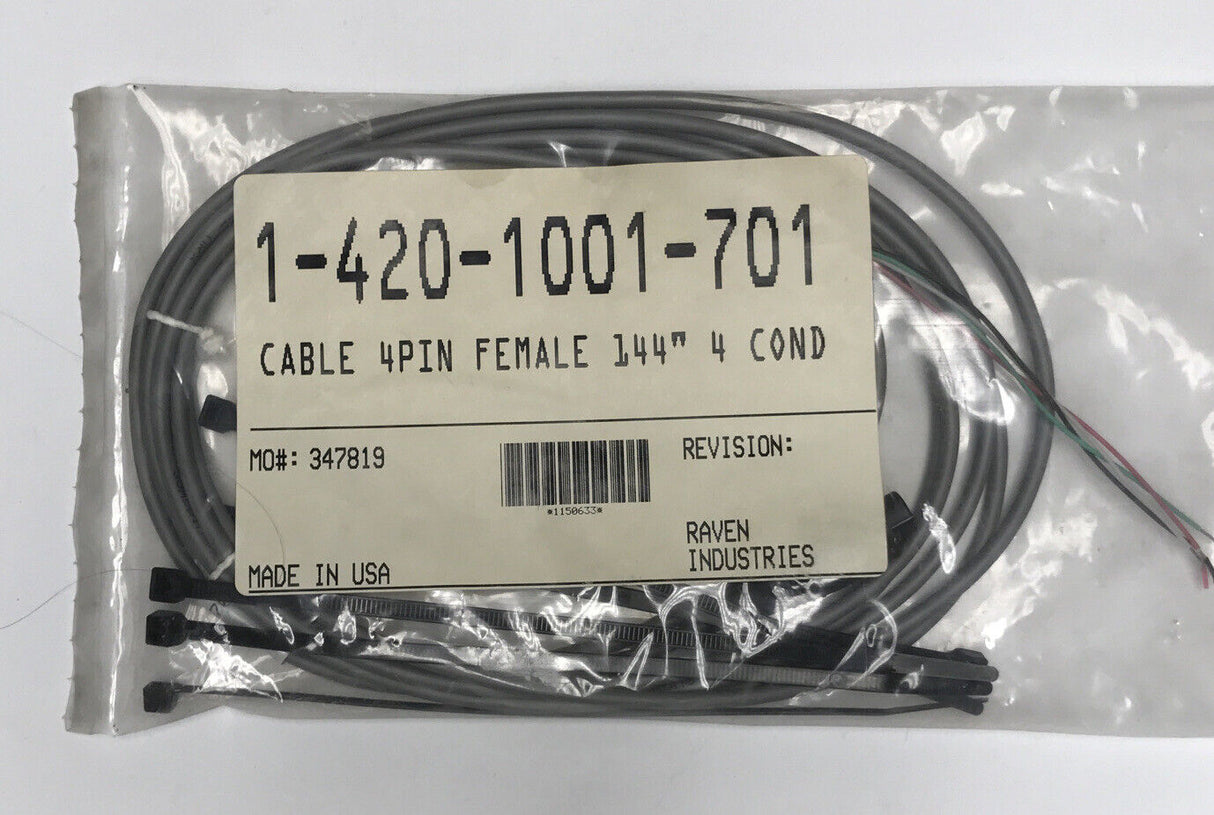 1-420-1001-701
CABLE 4PIN FEMALE 144" 4 COND
MO#: 347819
REVISION:
*1150633*
RAVEN
INDUSTRIES
MADE IN USA